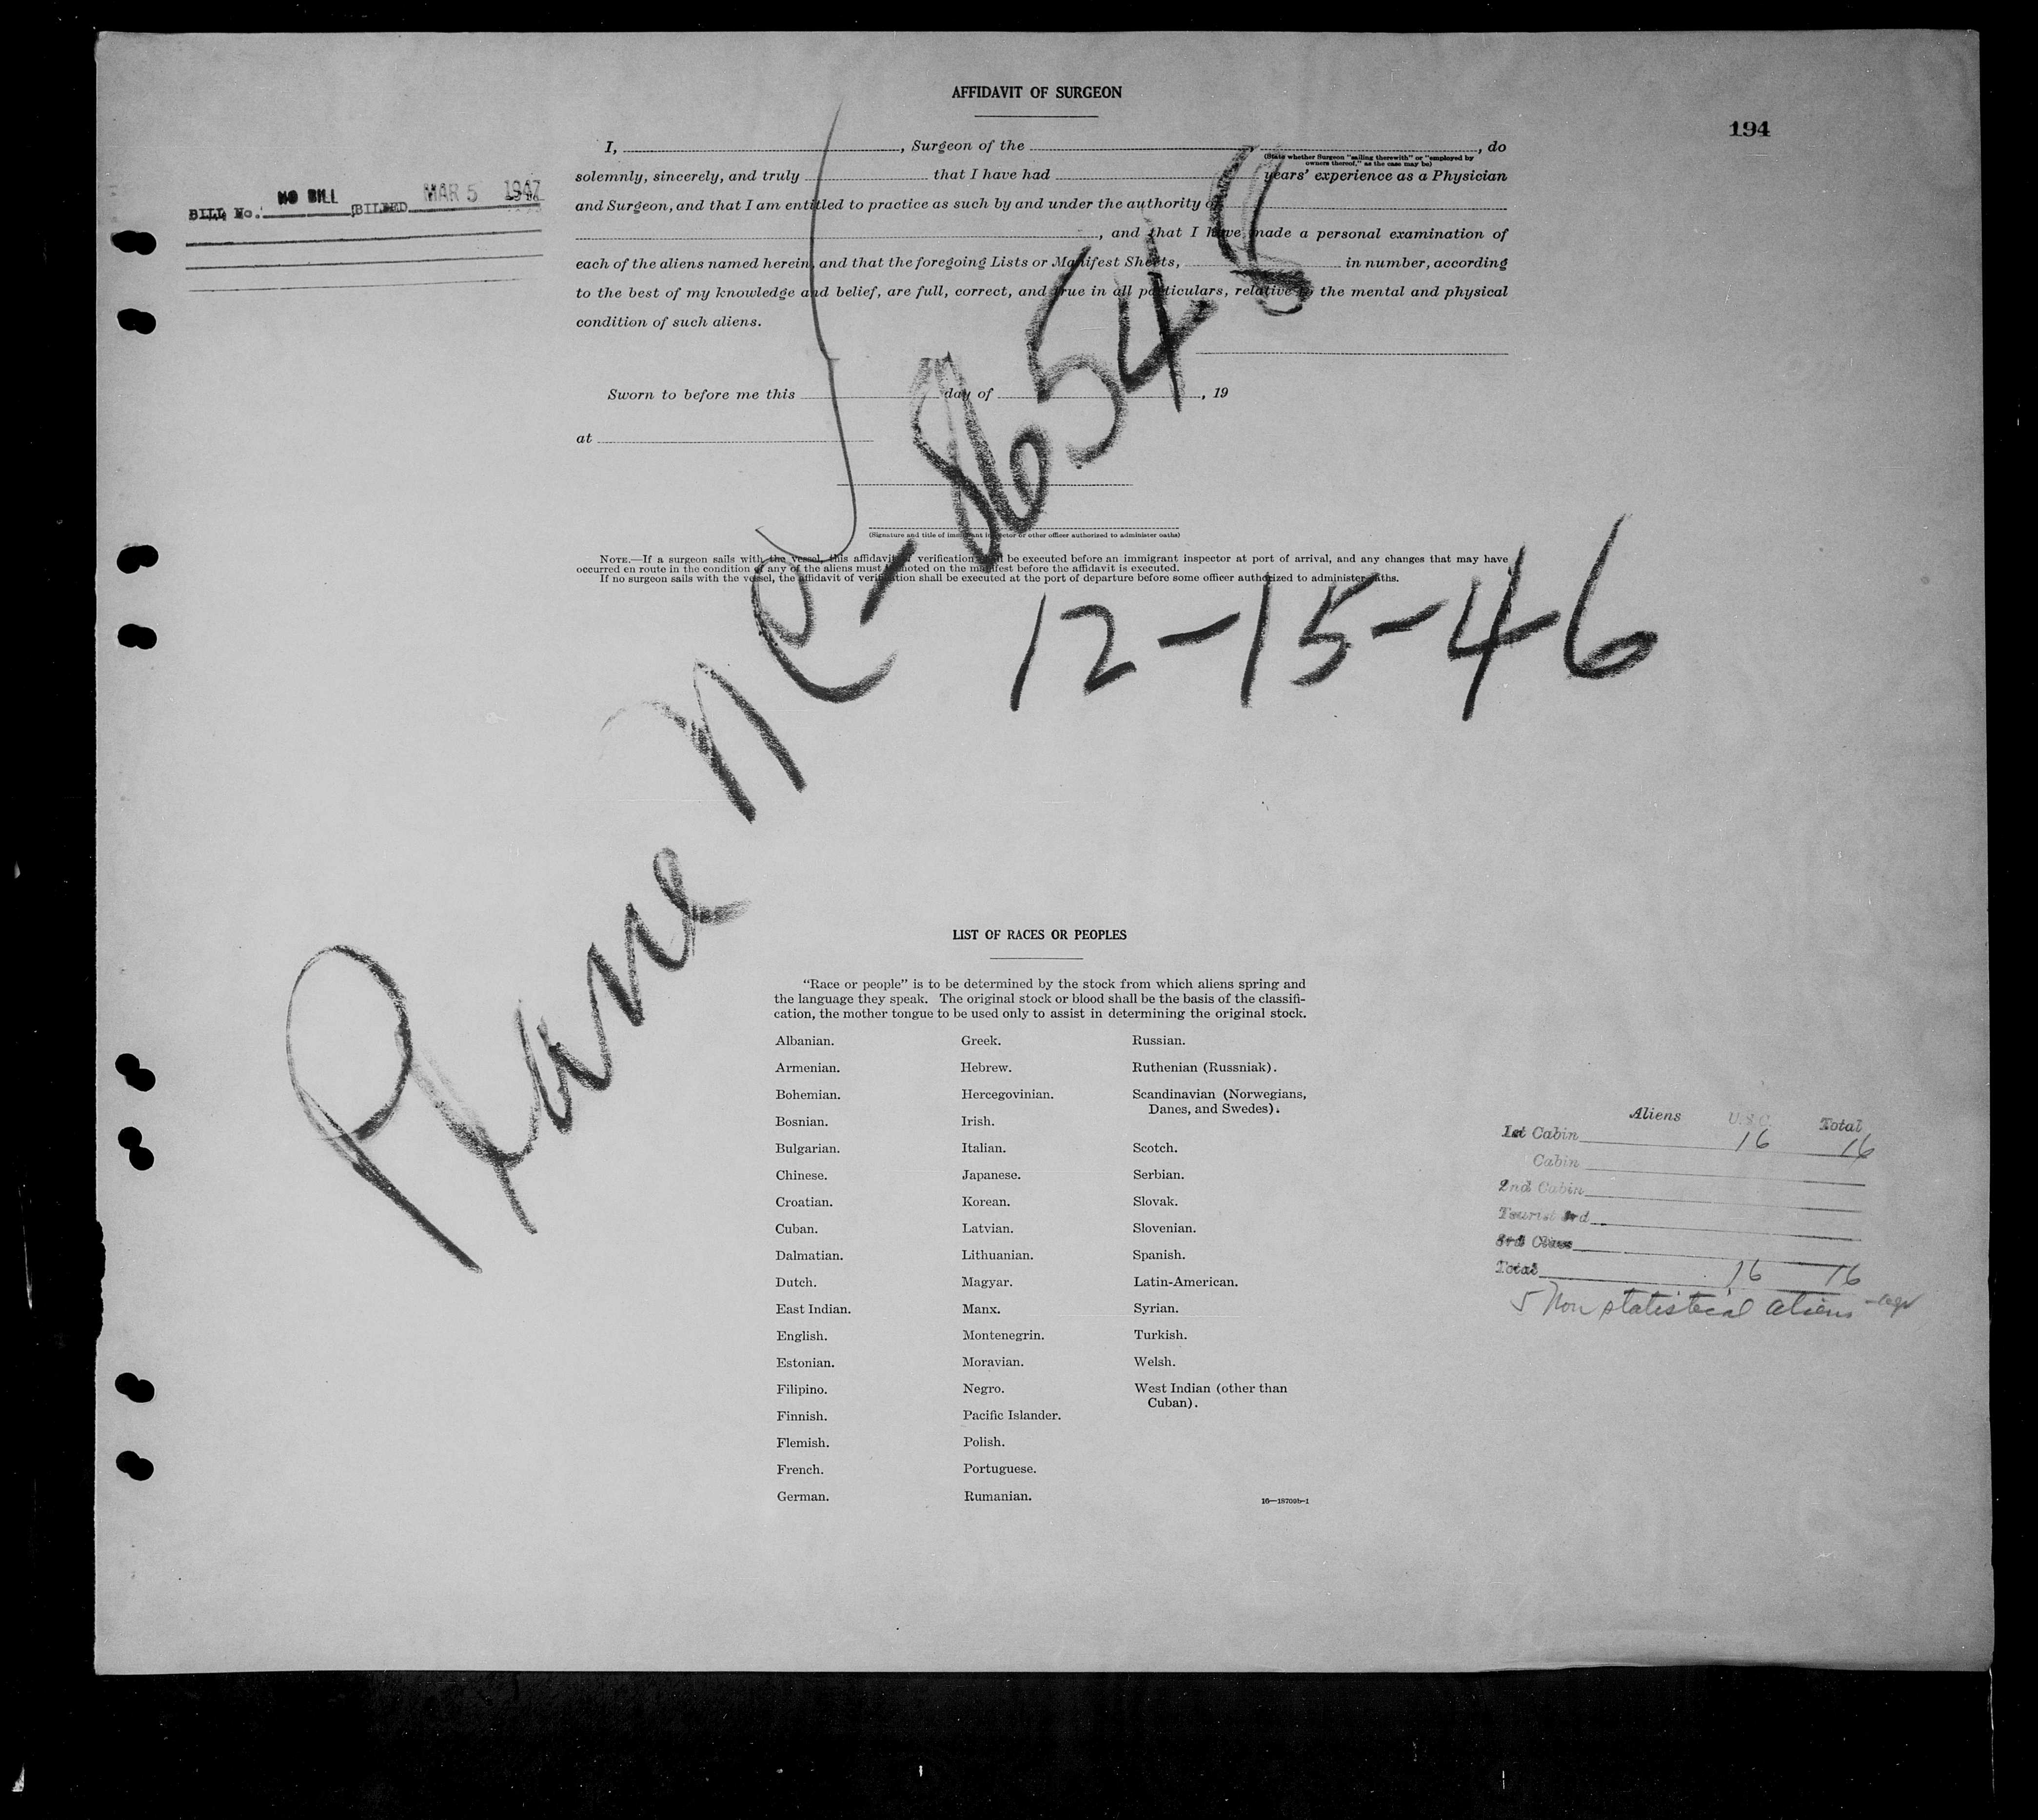 AFFIDAVIT OF SURGEON
194
I, , Surgeon of the , , do
(State whether Surgeon "sailing therewith" or "employed by
owners thereof," as the case may be)
solemnly, sincerely, and truly that I have had years' experience as a Physician
and Surgeon, and that I am entitled to practice as such by and under the authority of
, and that I have made a personal examination of
each of the aliens named herein, and that the foregoing Lists or Manifest Sheets, in number, according
to the best of my knowledge and belief, are full, correct, and true in all particulars, relative to the mental and physical
condition of such aliens.
BILL No. NO BILL BILLED MAR 5 1947
Sworn to before me this day of , 19
at
(Signature and title of immigrant inspector or other officer authorized to administer oaths)
NOTE.—If a surgeon sails with the vessel, this affidavit of verification shall be executed before an immigrant inspector at port of arrival, and any changes that may have
occurred en route in the condition of any of the aliens must be noted on the manifest before the affidavit is executed.
If no surgeon sails with the vessel, the affidavit of verification shall be executed at the port of departure before some officer authorized to administer oaths.
Plane NC-86548
12-15-46
LIST OF RACES OR PEOPLES
"Race or people" is to be determined by the stock from which aliens spring and
the language they speak. The original stock or blood shall be the basis of the classifi-
cation, the mother tongue to be used only to assist in determining the original stock.
Albanian.
Armenian.
Bohemian.
Bosnian.
Bulgarian.
Chinese.
Croatian.
Cuban.
Dalmatian.
Dutch.
East Indian.
English.
Estonian.
Filipino.
Finnish.
Flemish.
French.
German.
Greek.
Hebrew.
Hercegovinian.
Irish.
Italian.
Japanese.
Korean.
Latvian.
Lithuanian.
Magyar.
Manx.
Montenegrin.
Moravian.
Negro.
Pacific Islander.
Polish.
Portuguese.
Rumanian.
Russian.
Ruthenian (Russniak).
Scandinavian (Norwegians,
Danes, and Swedes).
Scotch.
Serbian.
Slovak.
Slovenian.
Spanish.
Latin-American.
Syrian.
Turkish.
Welsh.
West Indian (other than
Cuban).
16—18709b-1
Aliens U.S.C. Total
1st Cabin 16 16
Cabin
2nd Cabin
Tourist 3rd
3rd Class
Total 16 16
5 Non statistical aliens